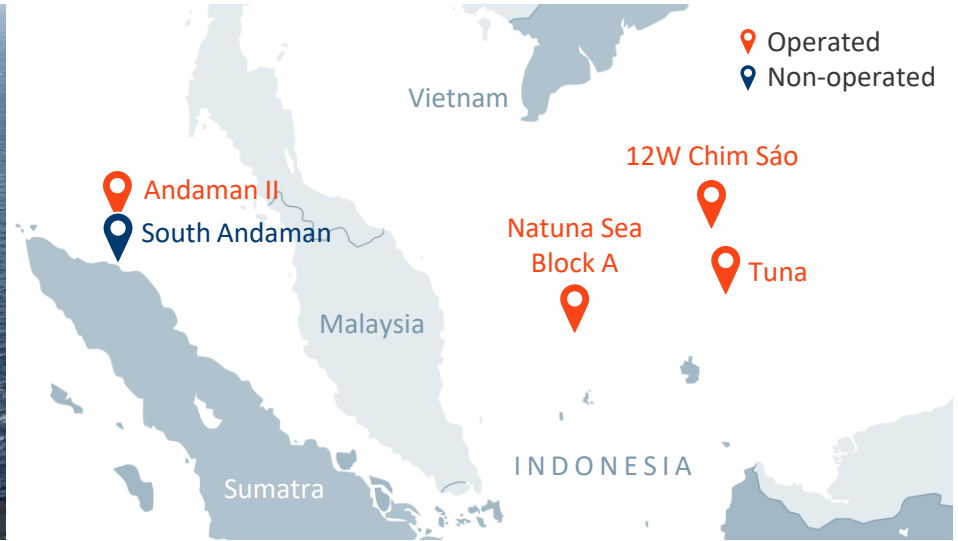 Operated
Non-operated
Vietnam
12W Chim Sáo
Andaman II
South Andaman
Natuna Sea
Block A
Tuna
Malaysia
INDONESIA
Sumatra